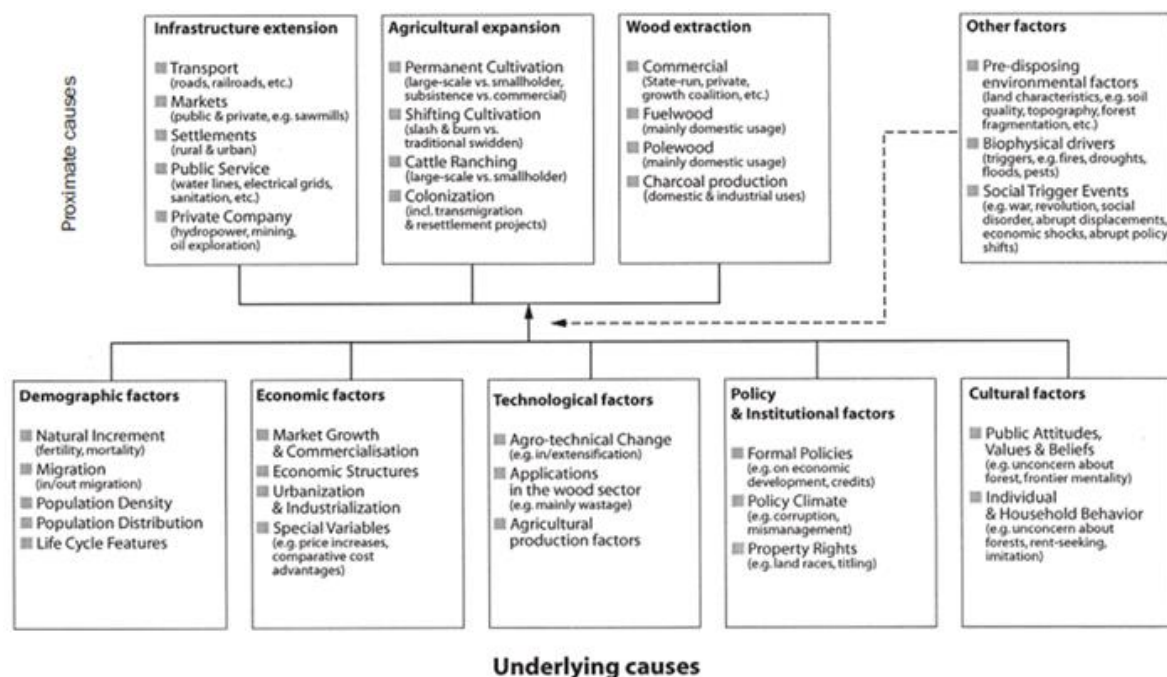 Proximate causes
Infrastructure extension
Transport
(roads, railroads, etc.)
Markets
(public & private, e.g. sawmills)
Settlements
(rural & urban)
Public Service
(water lines, electrical grids,
sanitation, etc.)
Private Company
(hydropower, mining,
oil exploration)
Agricultural expansion
Permanent Cultivation
(large-scale vs. smallholder,
subsistence vs. commercial)
Shifting Cultivation
(slash & burn vs.
traditional swidden)
Cattle Ranching
(large-scale vs. smallholder)
Colonization
(incl. transmigration
& resettlement projects)
Wood extraction
Commercial
(State-run, private,
growth coalition, etc.)
Fuelwood
(mainly domestic usage)
Polewood
(mainly domestic usage)
Charcoal production
(domestic & industrial uses)
Other factors
Pre-disposing
environmental factors
(land characteristics, e.g. soil
quality, topography, forest
fragmentation, etc.)
Biophysical drivers
(triggers, e.g. fires, droughts,
floods, pests)
Social Trigger Events
(e.g. war, revolution, social
disorder, abrupt displacements,
economic shocks, abrupt policy
shifts)
Demographic factors
Natural Increment
(fertility, mortality)
Migration
(in/out migration)
Population Density
Population Distribution
Life Cycle Features
Economic factors
Market Growth
& Commercialisation
Economic Structures
Urbanization
& Industrialization
Special Variables
(e.g. price increases,
comparative cost
advantages)
Technological factors
Agro-technical Change
(e.g. in/extensification)
Applications
in the wood sector
(e.g. mainly wastage)
Agricultural
production factors
Policy
& Institutional factors
Formal Policies
(e.g. on economic
development, credits)
Policy Climate
(e.g. corruption,
mismanagement)
Property Rights
(e.g. land races, titling)
Cultural factors
Public Attitudes,
Values & Beliefs
(e.g. unconcern about
forest, frontier mentality)
Individual
& Household Behavior
(e.g. unconcern about
forests, rent-seeking,
imitation)
Underlying causes